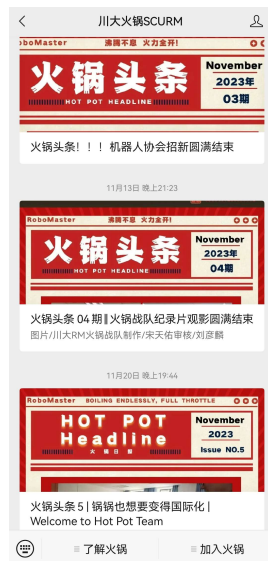 川大火锅SCURM
RoboMaster 沸腾不息 火力全开!
火锅头条
HOT POT HEADLINE
November
2023年
03期
火锅头条！！！机器人协会招新圆满结束
11月13日 晚上21:23
RoboMaster 沸腾不息 火力全开!
火锅头条
HOT POT HEADLINE
November
2023年
04期
火锅头条 04 期‖火锅战队纪录片观影圆满结束
图片/川大RM火锅战队制作/宋天佑审核/刘彦麟
11月20日 晚上19:44
RoboMaster BOILING ENDLESSLY, FULL THROTTLE
HOT POT
Headline
火锅日报
November
2023
Issue NO.5
火锅头条 5 | 锅锅也想要变得国际化 |
Welcome to Hot Pot Team
了解火锅
加入火锅